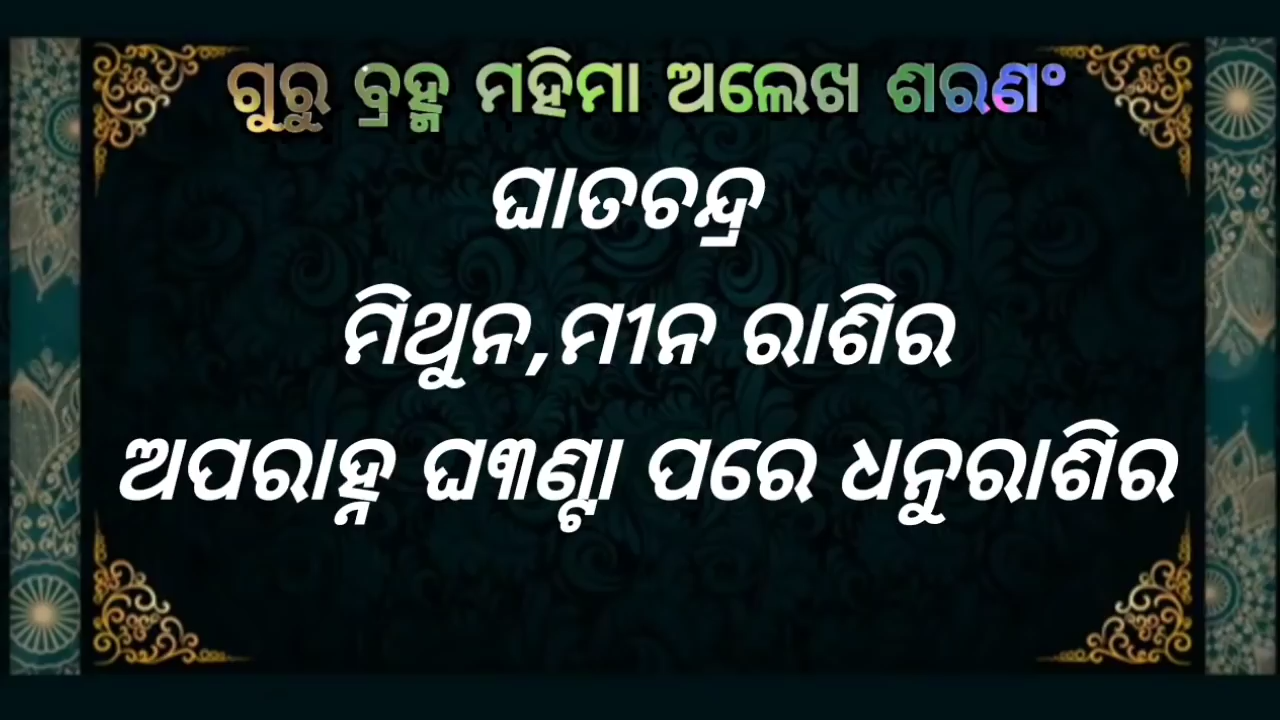 ଗୁରୁ ବ୍ରହ୍ମ ମହିମା ଅଲେଖ ଶରଣଂ
ଘାତଚନ୍ଦ୍ର
ମିଥୁନ,ମୀନ ରାଶିର
ଅପରାହ୍ନ ଘ୩ଣ୍ଟା ପରେ ଧନୁରାଶିର